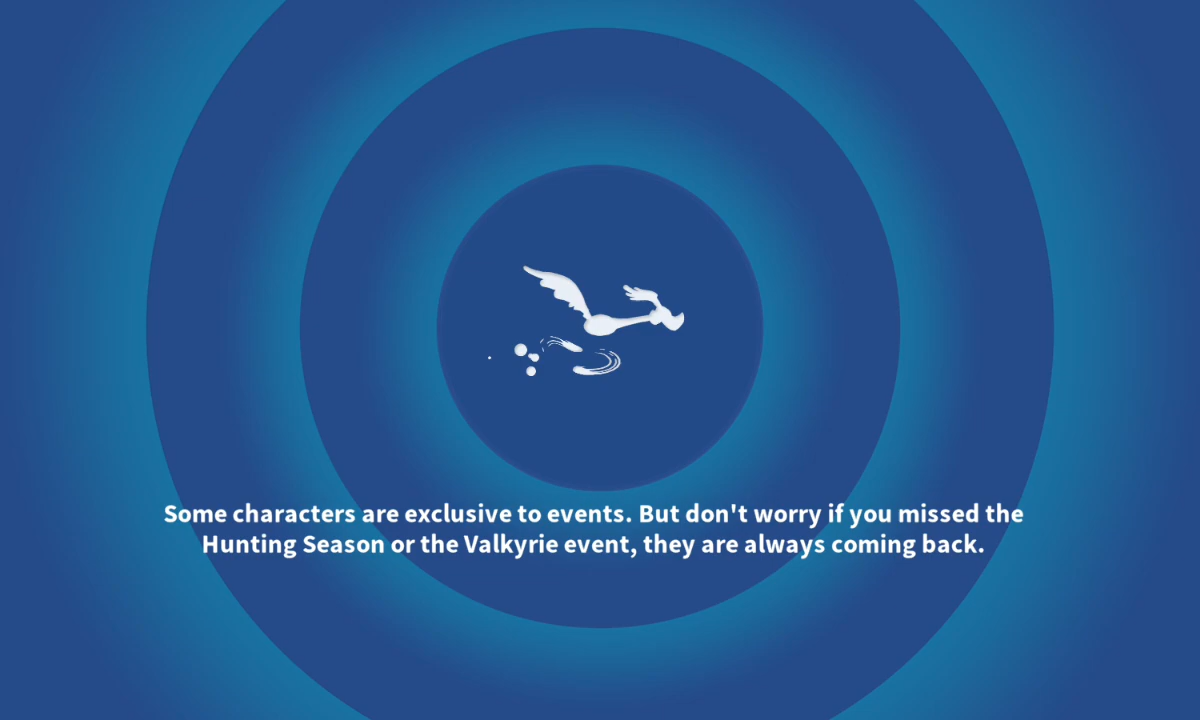 Some characters are exclusive to events. But don't worry if you missed the
Hunting Season or the Valkyrie event, they are always coming back.